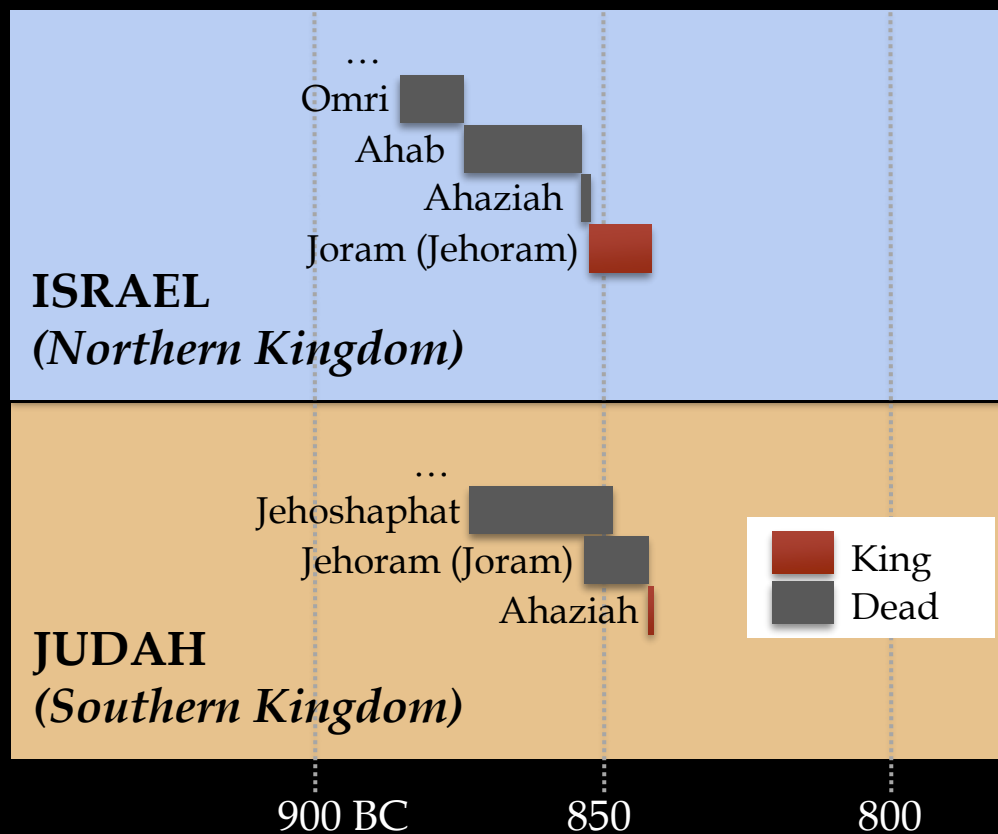 …
Omri
Ahab
Ahaziah
Joram (Jehoram)
ISRAEL
(Northern Kingdom)
…
Jehoshaphat
Jehoram (Joram)
Ahaziah
JUDAH
(Southern Kingdom)
King
Dead
900 BC
850
800